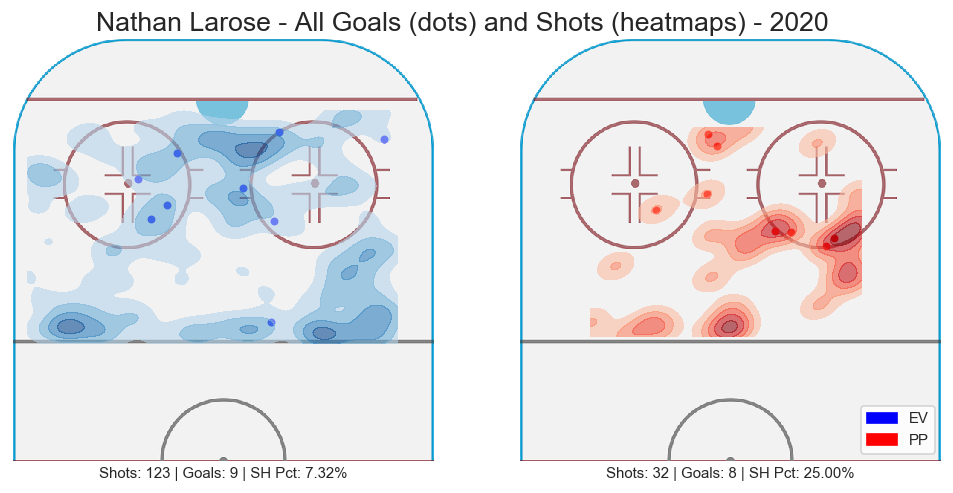 Nathan Larose - All Goals (dots) and Shots (heatmaps) - 2020
EV
PP
Shots: 123 | Goals: 9 | SH Pct: 7.32%
Shots: 32 | Goals: 8 | SH Pct: 25.00%